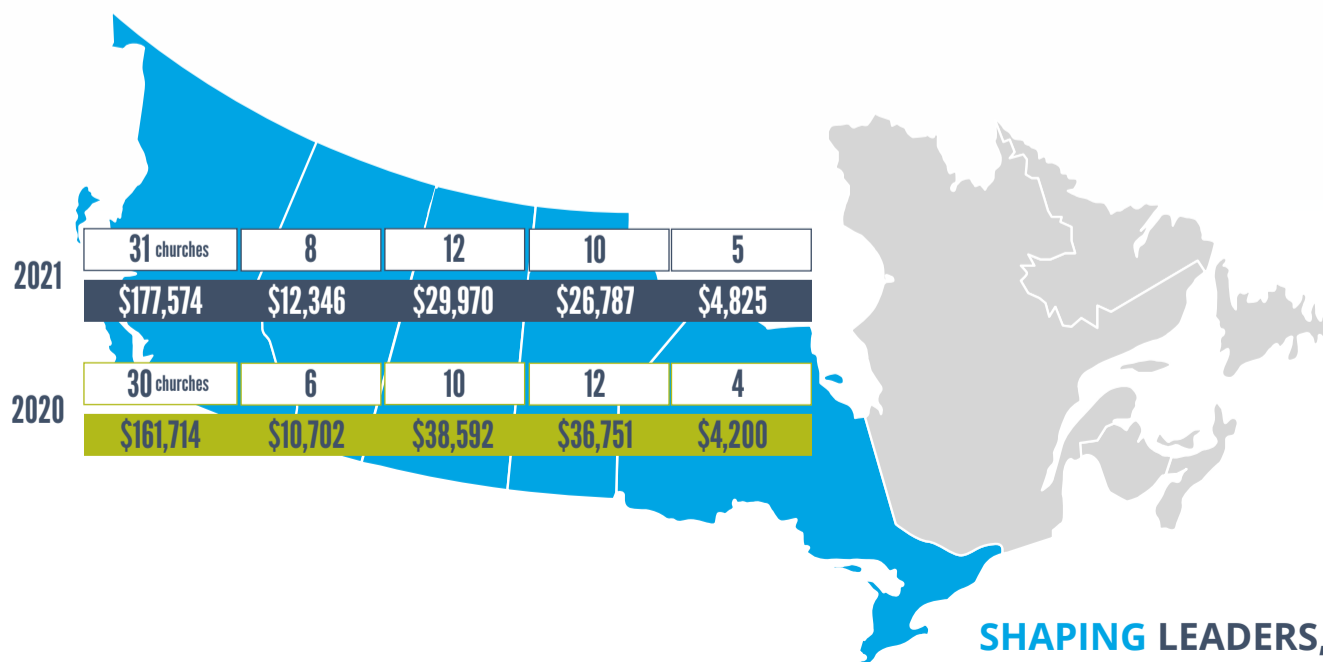 2021
31 churches 8 12 10 5
$177,574 $12,346 $29,970 $26,787 $4,825
2020
30 churches 6 10 12 4
$161,714 $10,702 $38,592 $36,751 $4,200
SHAPING LEADERS,